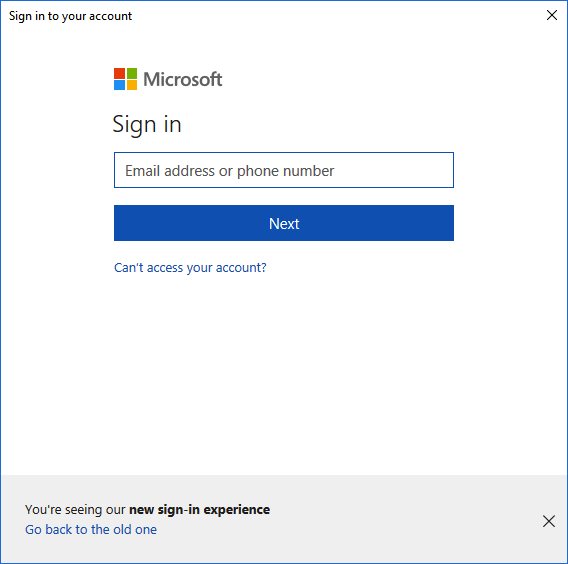 Sign in to your account
Microsoft
Sign in
Email address or phone number
Next
Can't access your account?
You're seeing our new sign-in experience
Go back to the old one